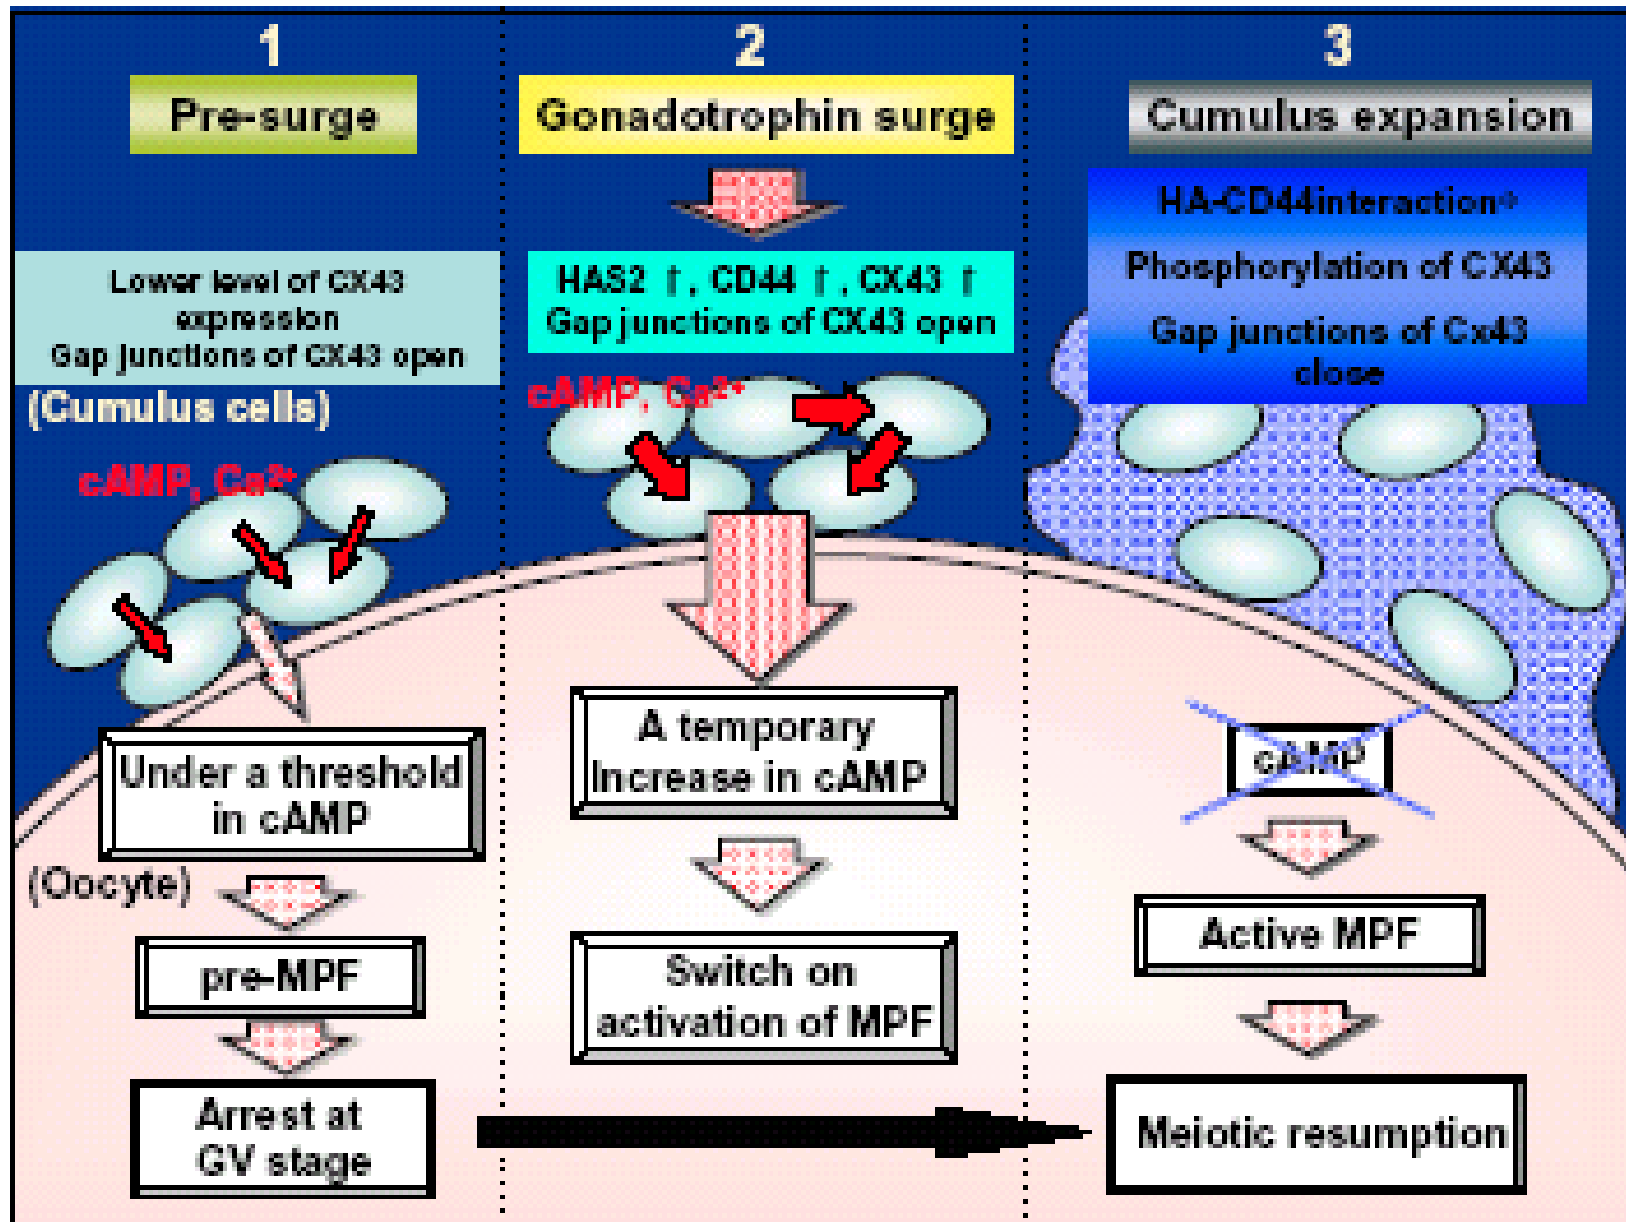 1
Pre-surge
Lower level of CX43
expression
Gap junctions of CX43 open
(Cumulus cells)
cAMP, Ca²⁺
Under a threshold
in cAMP
(Oocyte)
pre-MPF
Arrest at
GV stage
2
Gonadotrophin surge
HAS2 ↑, CD44 ↑, CX43 ↑
Gap junctions of CX43 open
cAMP, Ca²⁺
A temporary
Increase in cAMP
Switch on
activation of MPF
3
Cumulus expansion
HA-CD44interaction
Phosphorylation of CX43
Gap junctions of Cx43
close
cAMP
Active MPF
Meiotic resumption